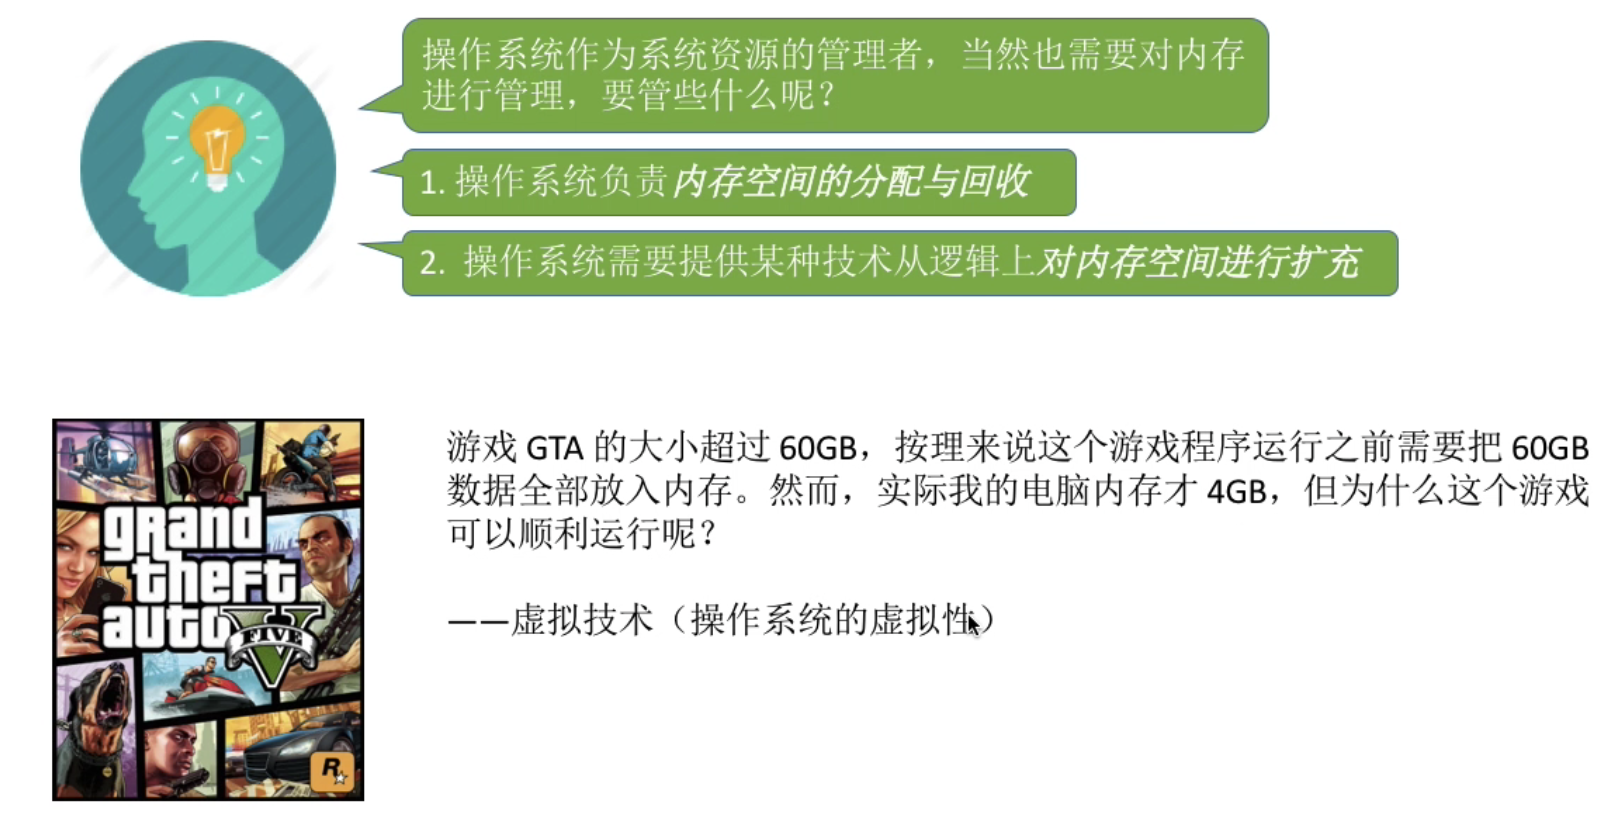 操作系统作为系统资源的管理者，当然也需要对内存
进行管理，要管些什么呢？
1. 操作系统负责内存空间的分配与回收
2. 操作系统需要提供某种技术从逻辑上对内存空间进行扩充
游戏 GTA 的大小超过 60GB，按理来说这个游戏程序运行之前需要把 60GB
数据全部放入内存。然而，实际我的电脑内存才 4GB，但为什么这个游戏
可以顺利运行呢？
——虚拟技术（操作系统的虚拟性）
grand
theft
auto
V
FIVE
R